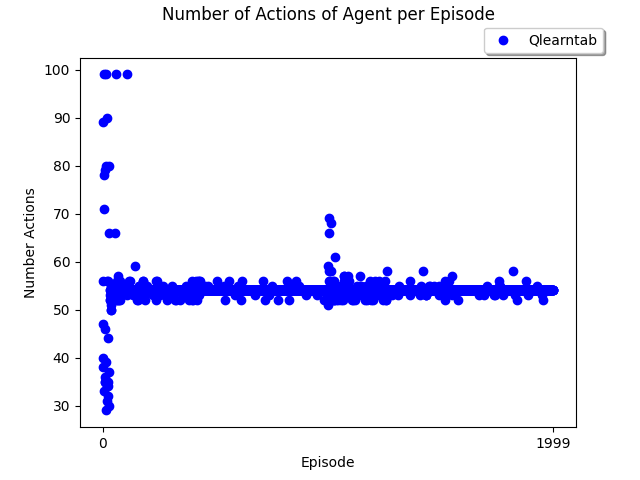 Number of Actions of Agent per Episode
Qlearntab
100
90
80
70
60
50
40
30
Number Actions
0 1999
Episode